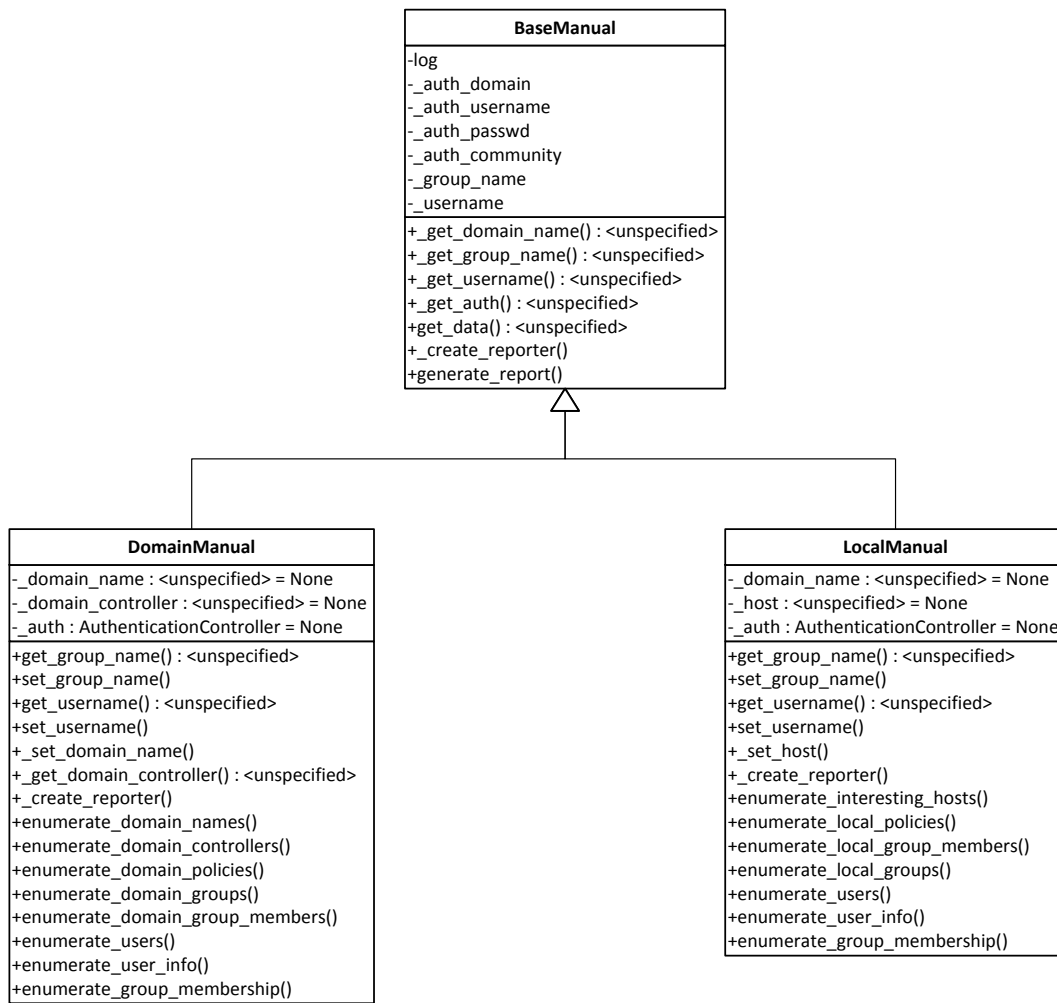 BaseManual
-log
-_auth_domain
-_auth_username
-_auth_passwd
-_auth_community
-_group_name
-_username
+_get_domain_name() : <unspecified>
+_get_group_name() : <unspecified>
+_get_username() : <unspecified>
+_get_auth() : <unspecified>
+get_data() : <unspecified>
+_create_reporter()
+generate_report()
DomainManual
-_domain_name : <unspecified> = None
-_domain_controller : <unspecified> = None
-_auth : AuthenticationController = None
+get_group_name() : <unspecified>
+set_group_name()
+get_username() : <unspecified>
+set_username()
+_set_domain_name()
+_get_domain_controller() : <unspecified>
+_create_reporter()
+enumerate_domain_names()
+enumerate_domain_controllers()
+enumerate_domain_policies()
+enumerate_domain_groups()
+enumerate_domain_group_members()
+enumerate_users()
+enumerate_user_info()
+enumerate_group_membership()
LocalManual
-_domain_name : <unspecified> = None
-_host : <unspecified> = None
-_auth : AuthenticationController = None
+get_group_name() : <unspecified>
+set_group_name()
+get_username() : <unspecified>
+set_username()
+_set_host()
+_create_reporter()
+enumerate_interesting_hosts()
+enumerate_local_policies()
+enumerate_local_group_members()
+enumerate_local_groups()
+enumerate_users()
+enumerate_user_info()
+enumerate_group_membership()